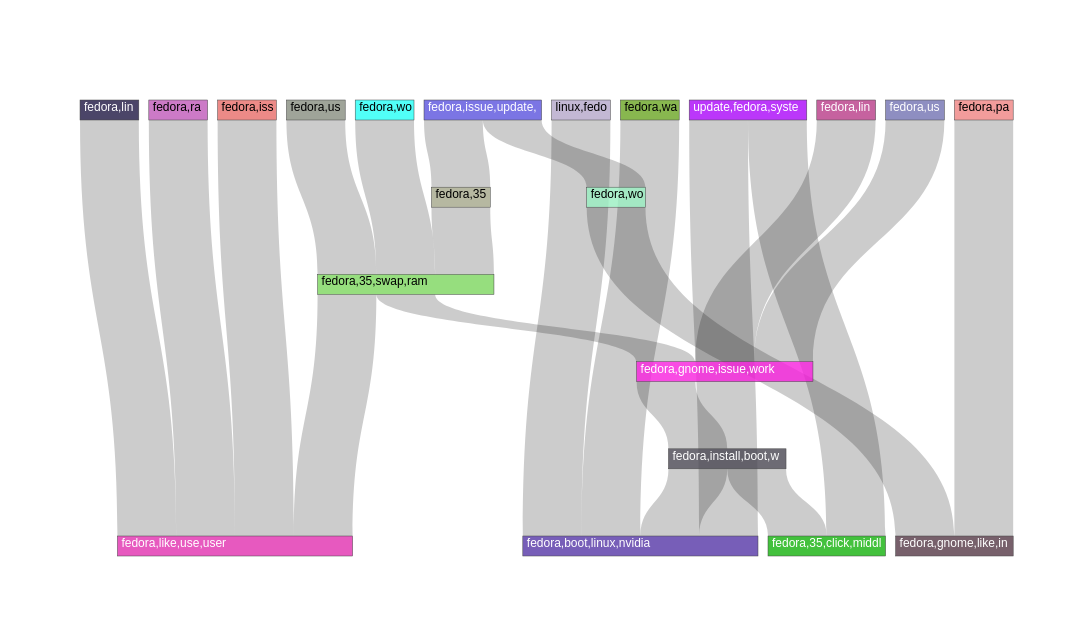 fedora,lin
fedora,ra
fedora,iss
fedora,us
fedora,wo
fedora,issue,update,
linux,fedo
fedora,wa
update,fedora,syste
fedora,lin
fedora,us
fedora,pa
fedora,35
fedora,wo
fedora,35,swap,ram
fedora,gnome,issue,work
fedora,install,boot,w
fedora,like,use,user
fedora,boot,linux,nvidia
fedora,35,click,middl
fedora,gnome,like,in